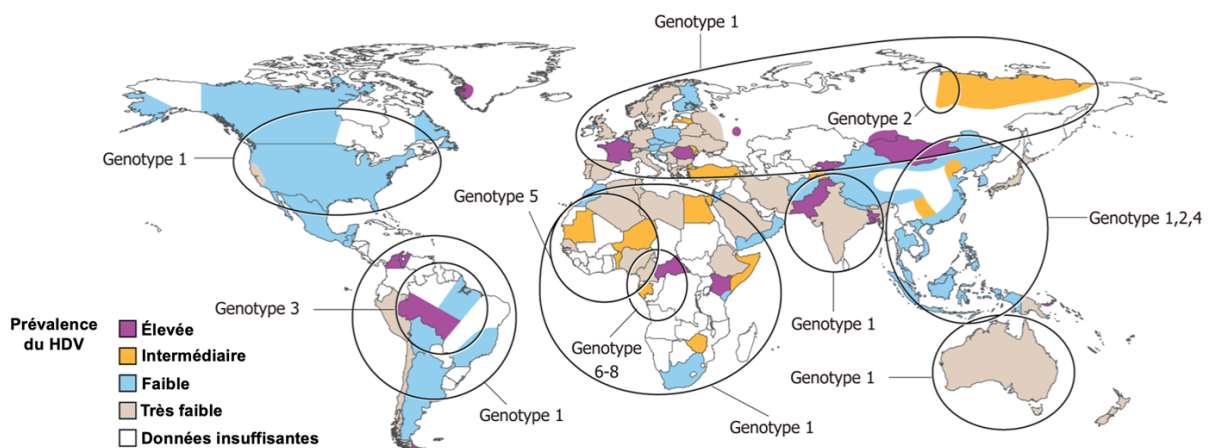 Genotype 1
Genotype 2
Genotype 1
Genotype 5
Genotype 1,2,4
Genotype 3
Prévalence
du HDV
Élevée
Intermédiaire
Faible
Très faible
Données insuffisantes
Genotype
6-8
Genotype 1
Genotype 1
Genotype 1
Genotype 1